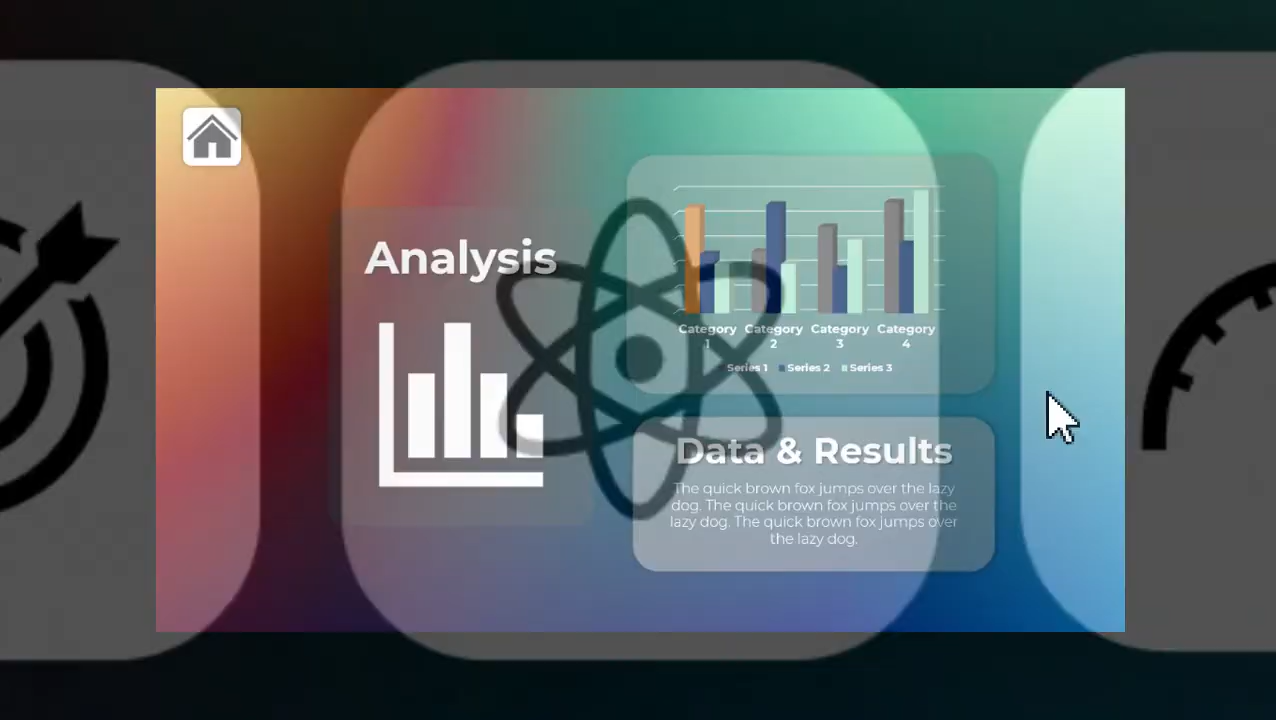 Analysis
Category Category Category Category
1 2 3 4
Series 1 Series 2 Series 3
Data & Results
The quick brown fox jumps over the lazy
dog. The quick brown fox jumps over the
lazy dog. The quick brown fox jumps over
the lazy dog.